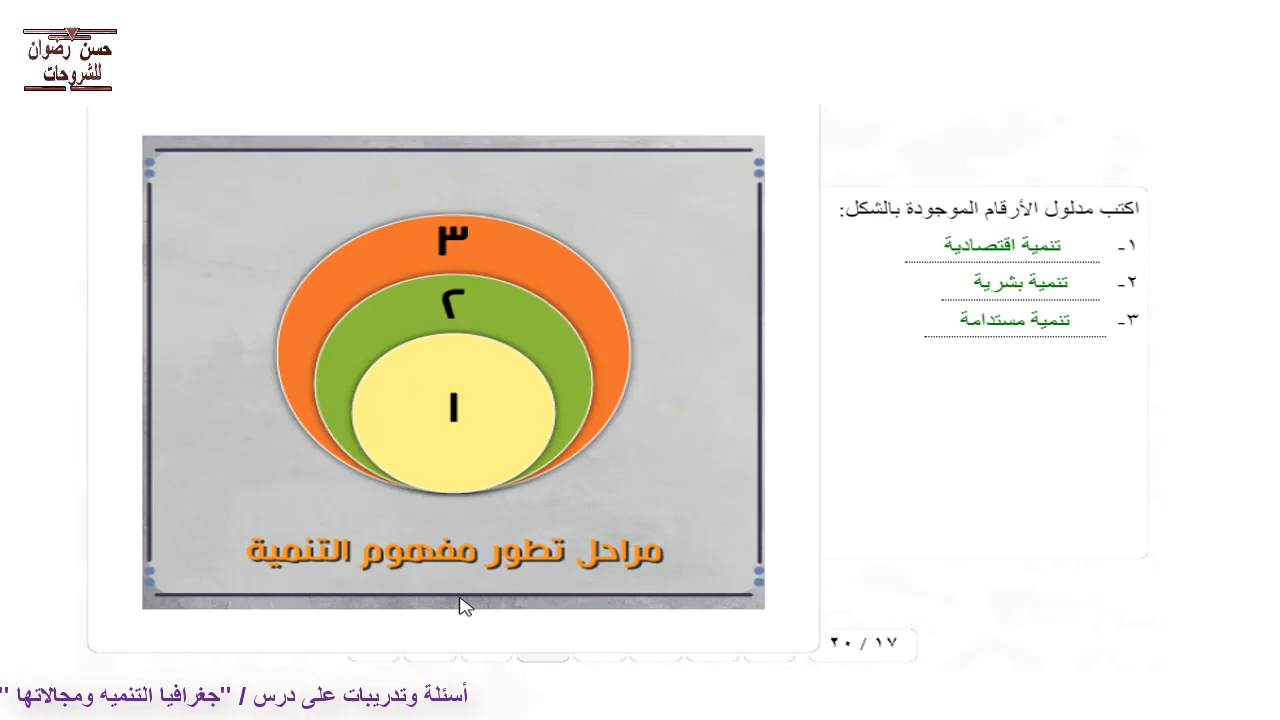 حسن رضوان
للشروحات
٣
٢
١
مراحل تطور مفهوم التنمية
اكتب مدلول الأرقام الموجودة بالشكل:
١- تنمية اقتصادية
٢- تنمية بشرية
٣- تنمية مستدامة
١٧ / ٢٠
أسئلة وتدريبات على درس / "جغرافيا التنميه ومجالاتها "